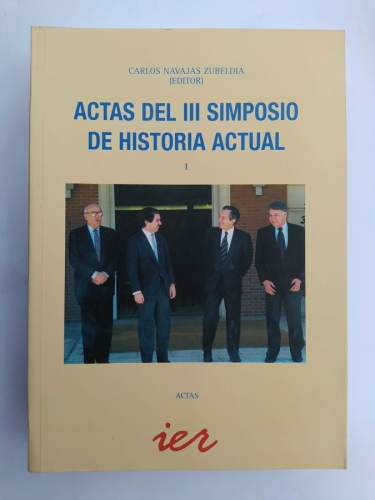 CARLOS NAVAJAS ZUBELDIA
[EDITOR]
ACTAS DEL III SIMPOSIO
DE HISTORIA ACTUAL
I
ACTAS
ier